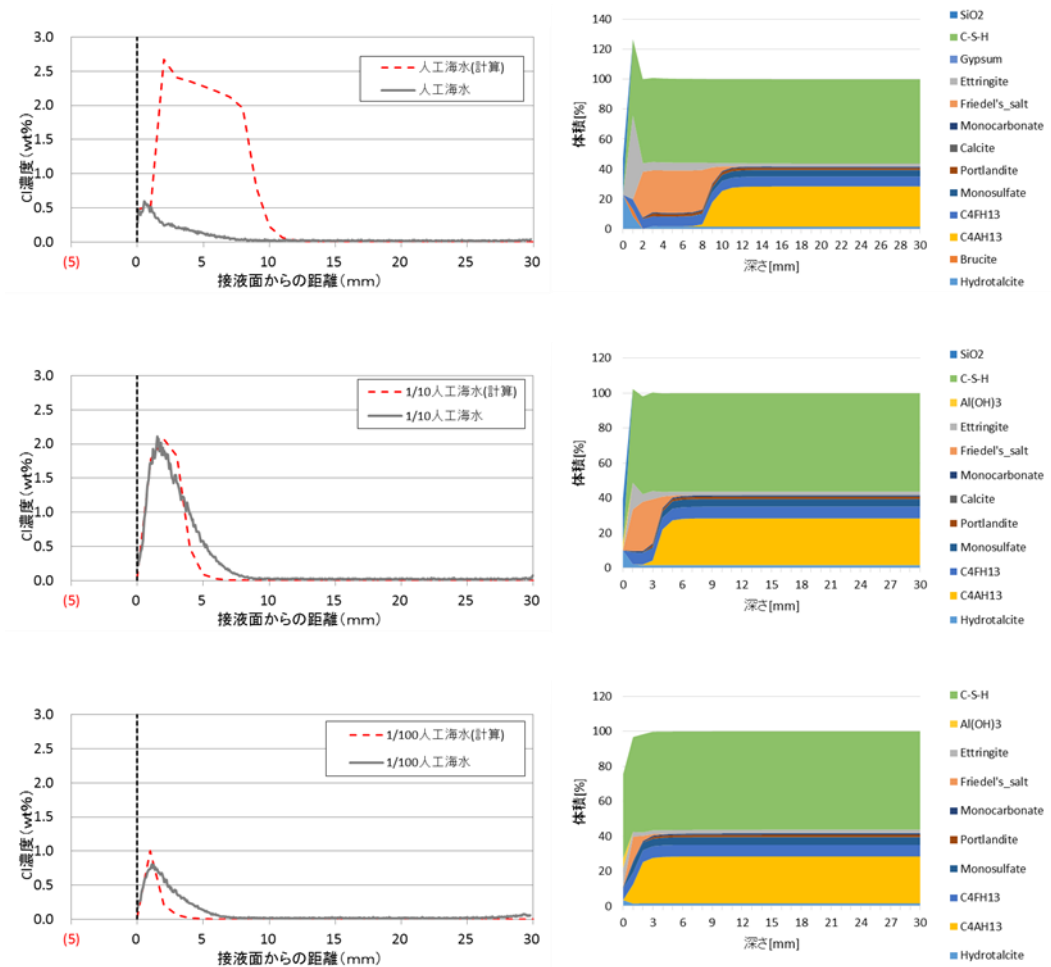 3.0
2.5
2.0
1.5
1.0
0.5
0.0
Cl濃度(wt%)
人工海水(計算)
人工海水
(5) 0 5 10 15 20 25 30
接液面からの距離(mm)
140
120
100
80
60
40
20
0
体積[%]
0 2 4 6 8 10 12 14 16 18 20 22 24 26 28 30
深さ[mm]
SiO2
C-S-H
Gypsum
Ettringite
Friedel's_salt
Monocarbonate
Calcite
Portlandite
Monosulfate
C4FH13
C4AH13
Brucite
Hydrotalcite
3.0
2.5
2.0
1.5
1.0
0.5
0.0
Cl濃度(wt%)
1/10人工海水(計算)
1/10人工海水
(5) 0 5 10 15 20 25 30
接液面からの距離(mm)
120
100
80
60
40
20
0
体積[%]
0 3 6 9 12 15 18 21 24 27 30
深さ[mm]
SiO2
C-S-H
Al(OH)3
Ettringite
Friedel's_salt
Monocarbonate
Calcite
Portlandite
Monosulfate
C4FH13
C4AH13
Hydrotalcite
3.0
2.5
2.0
1.5
1.0
0.5
0.0
Cl濃度(wt%)
1/100人工海水(計算)
1/100人工海水
(5) 0 5 10 15 20 25 30
接液面からの距離(mm)
120
100
80
60
40
20
0
体積[%]
0 3 6 9 12 15 18 21 24 27 30
深さ[mm]
C-S-H
Al(OH)3
Ettringite
Friedel's_salt
Monocarbonate
Portlandite
Monosulfate
C4FH13
C4AH13
Hydrotalcite